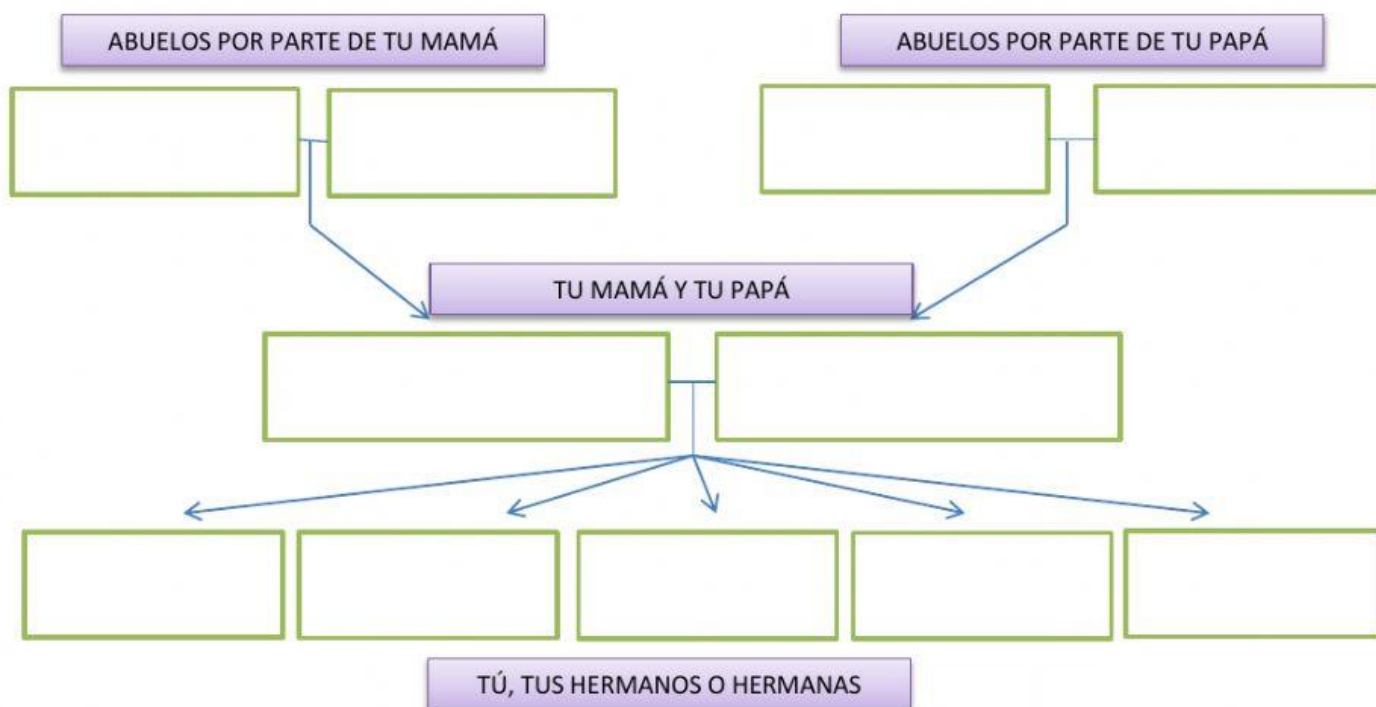 ABUELOS POR PARTE DE TU MAMÁ
ABUELOS POR PARTE DE TU PAPÁ
TU MAMÁ Y TU PAPÁ
TÚ, TUS HERMANOS O HERMANAS